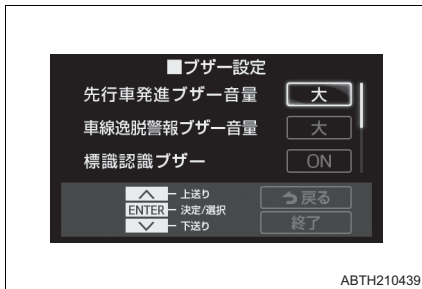 ■ブザー設定
先行車発進ブザー音量 大
車線逸脱警報ブザー音量 大
標識認識ブザー ON
上送り
ENTER 決定/選択
下送り
戻る
終了
ABTH210439